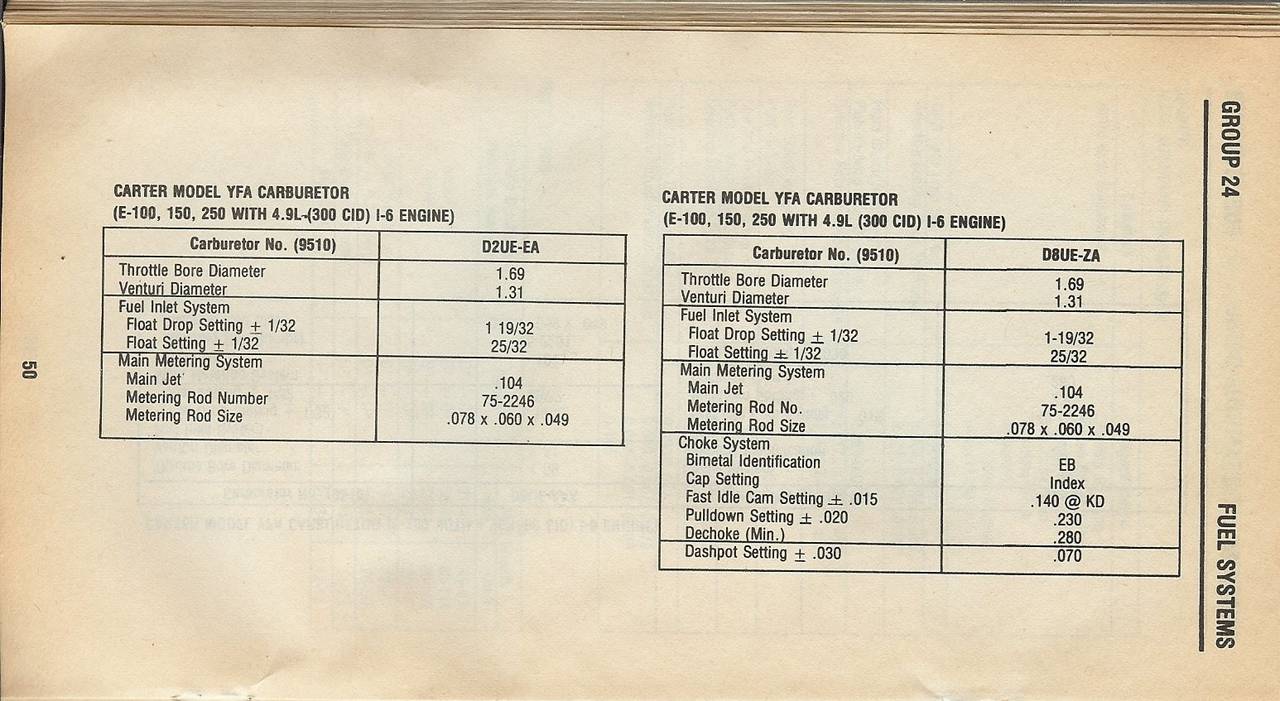 GROUP 24
FUEL SYSTEMS
CARTER MODEL YFA CARBURETOR
(E-100, 150, 250 WITH 4.9L-(300 CID) I-6 ENGINE)
Carburetor No. (9510) D2UE-EA
Throttle Bore Diameter 1.69
Venturi Diameter 1.31
Fuel Inlet System
Float Drop Setting ± 1/32 1 19/32
Float Setting ± 1/32 25/32
Main Metering System
Main Jet .104
Metering Rod Number 75-2246
Metering Rod Size .078 x .060 x .049
CARTER MODEL YFA CARBURETOR
(E-100, 150, 250 WITH 4.9L (300 CID) I-6 ENGINE)
Carburetor No. (9510) D8UE-ZA
Throttle Bore Diameter 1.69
Venturi Diameter 1.31
Fuel Inlet System
Float Drop Setting ± 1/32 1-19/32
Float Setting ± 1/32 25/32
Main Metering System
Main Jet .104
Metering Rod No. 75-2246
Metering Rod Size .078 x .060 x .049
Choke System
Bimetal Identification EB
Cap Setting Index
Fast Idle Cam Setting ± .015 .140 @ KD
Pulldown Setting ± .020 .230
Dechoke (Min.) .280
Dashpot Setting ± .030 .070
50